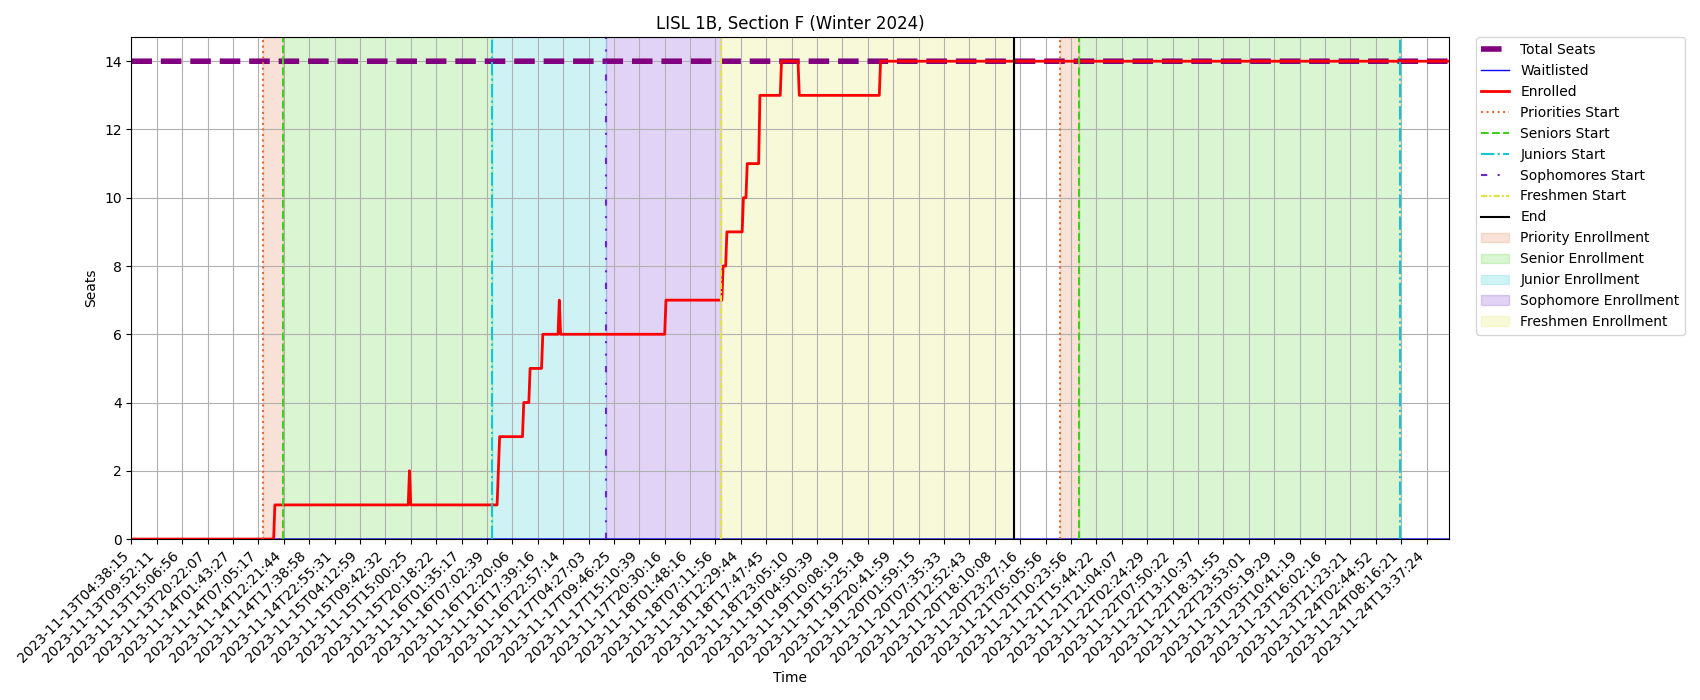 LISL 1B, Section F (Winter 2024)
Seats
14
12
10
8
6
4
2
0
2023-11-13T04:38:15
2023-11-13T09:52:11
2023-11-13T15:06:56
2023-11-13T20:22:07
2023-11-14T01:43:27
2023-11-14T07:05:17
2023-11-14T12:21:44
2023-11-14T17:38:58
2023-11-14T22:55:31
2023-11-15T04:12:59
2023-11-15T09:42:32
2023-11-15T15:00:25
2023-11-15T20:18:22
2023-11-16T01:35:17
2023-11-16T07:02:39
2023-11-16T12:20:06
2023-11-16T17:39:16
2023-11-16T22:57:14
2023-11-17T04:27:03
2023-11-17T09:46:25
2023-11-17T15:10:39
2023-11-17T20:30:16
2023-11-18T01:48:16
2023-11-18T07:11:56
2023-11-18T12:29:44
2023-11-18T17:47:45
2023-11-18T23:05:10
2023-11-19T04:50:39
2023-11-19T10:08:19
2023-11-19T15:25:18
2023-11-19T20:41:59
2023-11-20T01:59:15
2023-11-20T07:35:33
2023-11-20T12:52:43
2023-11-20T18:10:08
2023-11-20T23:27:16
2023-11-21T05:05:56
2023-11-21T10:23:56
2023-11-21T15:44:22
2023-11-21T21:04:07
2023-11-22T02:24:29
2023-11-22T07:50:22
2023-11-22T13:10:37
2023-11-22T18:31:55
2023-11-22T23:53:01
2023-11-23T05:19:29
2023-11-23T10:41:19
2023-11-23T16:02:16
2023-11-23T21:23:21
2023-11-24T02:44:52
2023-11-24T08:16:21
2023-11-24T13:37:24
Time
Total Seats
Waitlisted
Enrolled
Priorities Start
Seniors Start
Juniors Start
Sophomores Start
Freshmen Start
End
Priority Enrollment
Senior Enrollment
Junior Enrollment
Sophomore Enrollment
Freshmen Enrollment